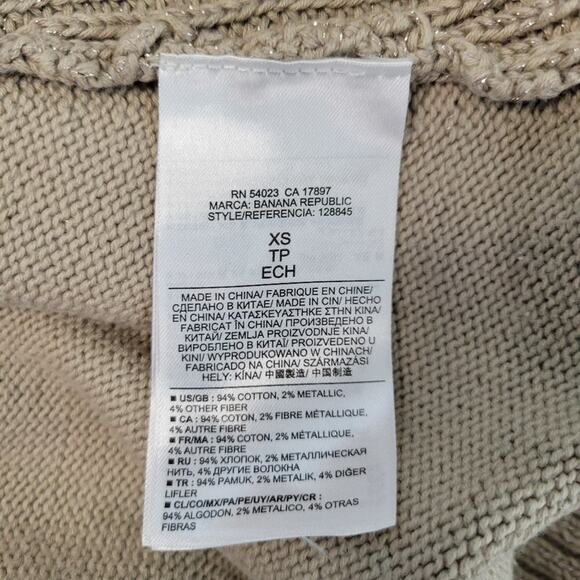 RN 54023 CA 17897
MARCA: BANANA REPUBLIC
STYLE/REFERENCIA: 128845
XS
TP
ECH
MADE IN CHINA/ FABRIQUE EN CHINE/
СДЕЛАНО В КИТАЕ/ MADE IN CIN/ HECHO
EN CHINA/ ΚΑΤΑΣΚΕΥΑΣΤΗΚΕ ΣΤΗΝ ΚΙΝΑ/
FABRICAT ÎN CHINA/ ПРОИЗВЕДЕНО В
КИТАЙ/ ZEMLJA PROIZVODNJE KINA/
ВИРОБЛЕНО В КИТАЇ/ PROIZVEDENO U
KINI/ WYPRODUKOWANO W CHINACH/
FABRICADO NA CHINA/ SZÁRMAZÁSI
HELY: KÍNA/ 中國製造/ 中国制造
■ US/GB : 94% COTTON, 2% METALLIC,
4% OTHER FIBER
■ CA : 94% COTON, 2% FIBRE MÉTALLIQUE,
4% AUTRE FIBRE
■ FR/MA : 94% COTON, 2% MÉTALLIQUE,
4% AUTRE FIBRE
■ RU : 94% ХЛОПОК, 2% МЕТАЛЛИЧЕСКАЯ
НИТЬ, 4% ДРУГИЕ ВОЛОКНА
■ TR : 94% PAMUK, 2% METALIK, 4% DIĞER
LIFLER
■ CL/CO/MX/PA/PE/UY/AR/PY/CR :
94% ALGODON, 2% METALICO, 4% OTRAS
FIBRAS